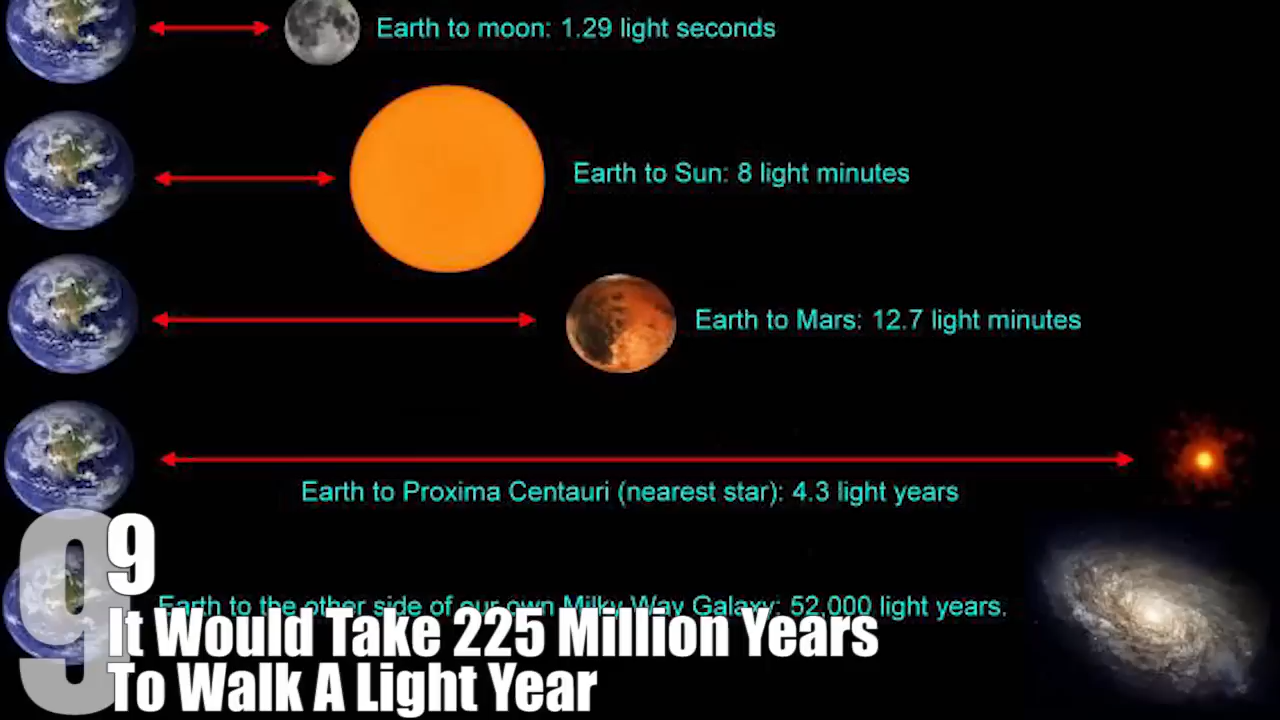 Earth to moon: 1.29 light seconds
Earth to Sun: 8 light minutes
Earth to Mars: 12.7 light minutes
Earth to Proxima Centauri (nearest star): 4.3 light years
Earth to the other side of our own Milky Way Galaxy: 52,000 light years.
9
9
It Would Take 225 Million Years
To Walk A Light Year